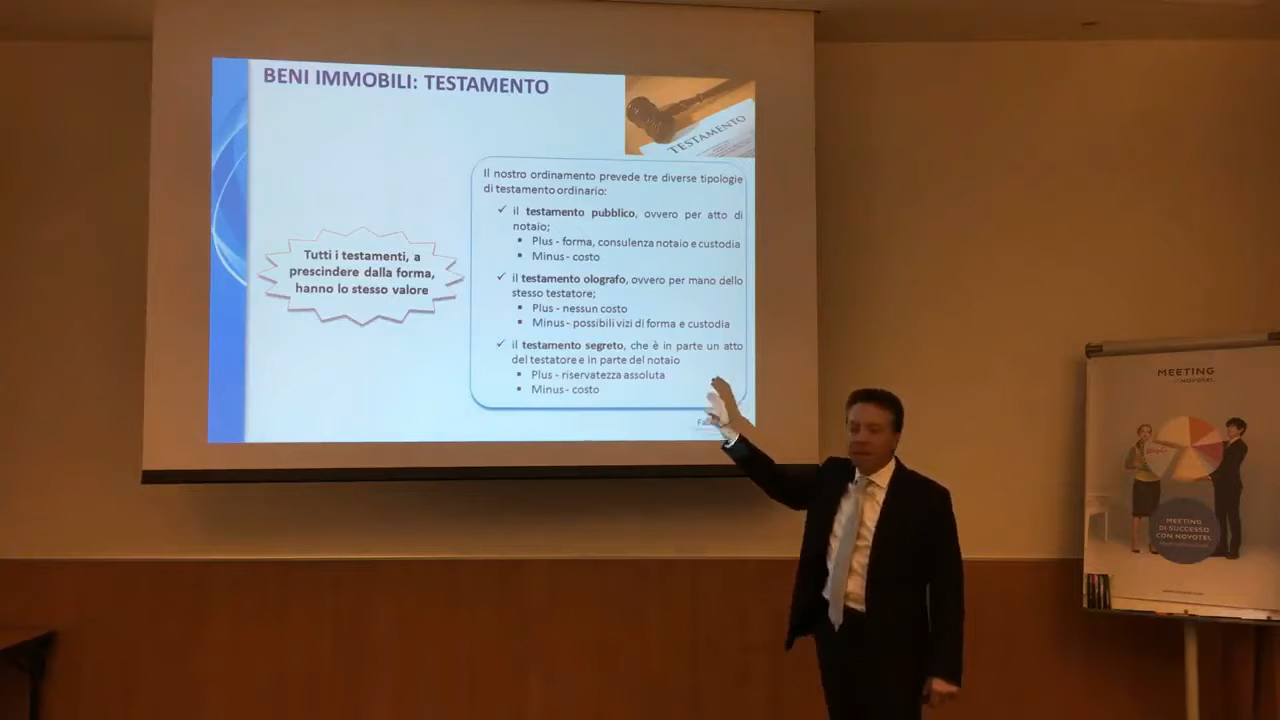 BENI IMMOBILI: TESTAMENTO
TESTAMENTO
Il nostro ordinamento prevede tre diverse tipologie
di testamento ordinario:
✓ il testamento pubblico, ovvero per atto di
notaio;
▪ Plus - forma, consulenza notaio e custodia
▪ Minus - costo
✓ il testamento olografo, ovvero per mano dello
stesso testatore;
▪ Plus - nessun costo
▪ Minus - possibili vizi di forma e custodia
✓ il testamento segreto, che è in parte un atto
del testatore e in parte del notaio
▪ Plus - riservatezza assoluta
▪ Minus - costo
Tutti i testamenti, a
prescindere dalla forma,
hanno lo stesso valore
MEETING
NOVOTEL
MEETING
DI SUCCESSO
CON NOVOTEL